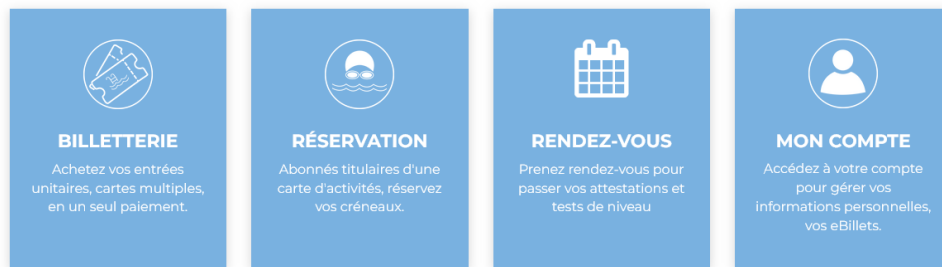 BILLETTERIE
Achetez vos entrées
unitaires, cartes multiples,
en un seul paiement.
RÉSERVATION
Abonnés titulaires d'une
carte d'activités, réservez
vos créneaux.
RENDEZ-VOUS
Prenez rendez-vous pour
passer vos attestations et
tests de niveau
MON COMPTE
Accédez à votre compte
pour gérer vos
informations personnelles,
vos eBillets.